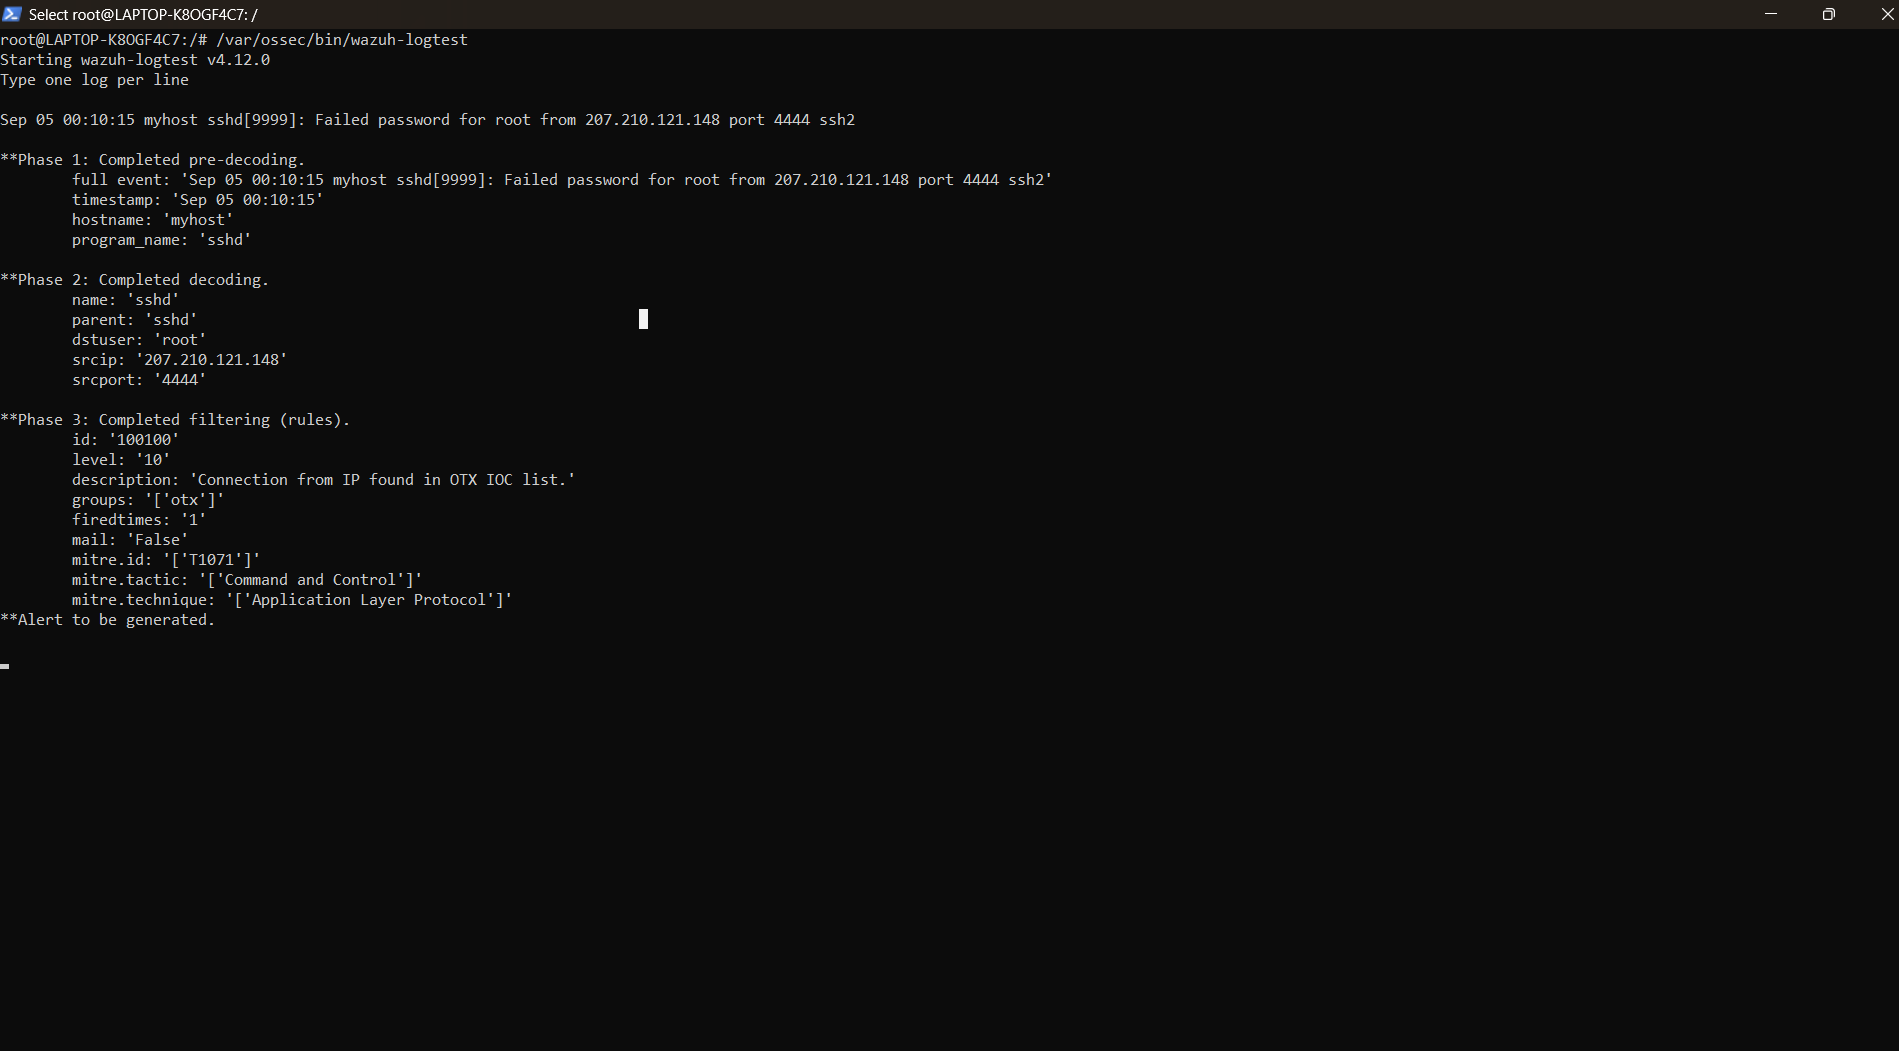 Select root@LAPTOP-K8OGF4C7: /
root@LAPTOP-K8OGF4C7:/# /var/ossec/bin/wazuh-logtest
Starting wazuh-logtest v4.12.0
Type one log per line
Sep 05 00:10:15 myhost sshd[9999]: Failed password for root from 207.210.121.148 port 4444 ssh2
**Phase 1: Completed pre-decoding.
full event: 'Sep 05 00:10:15 myhost sshd[9999]: Failed password for root from 207.210.121.148 port 4444 ssh2'
timestamp: 'Sep 05 00:10:15'
hostname: 'myhost'
program_name: 'sshd'
**Phase 2: Completed decoding.
name: 'sshd'
parent: 'sshd'
dstuser: 'root'
srcip: '207.210.121.148'
srcport: '4444'
**Phase 3: Completed filtering (rules).
id: '100100'
level: '10'
description: 'Connection from IP found in OTX IOC list.'
groups: '['otx']'
firedtimes: '1'
mail: 'False'
mitre.id: '['T1071']'
mitre.tactic: '['Command and Control']'
mitre.technique: '['Application Layer Protocol']'
**Alert to be generated.